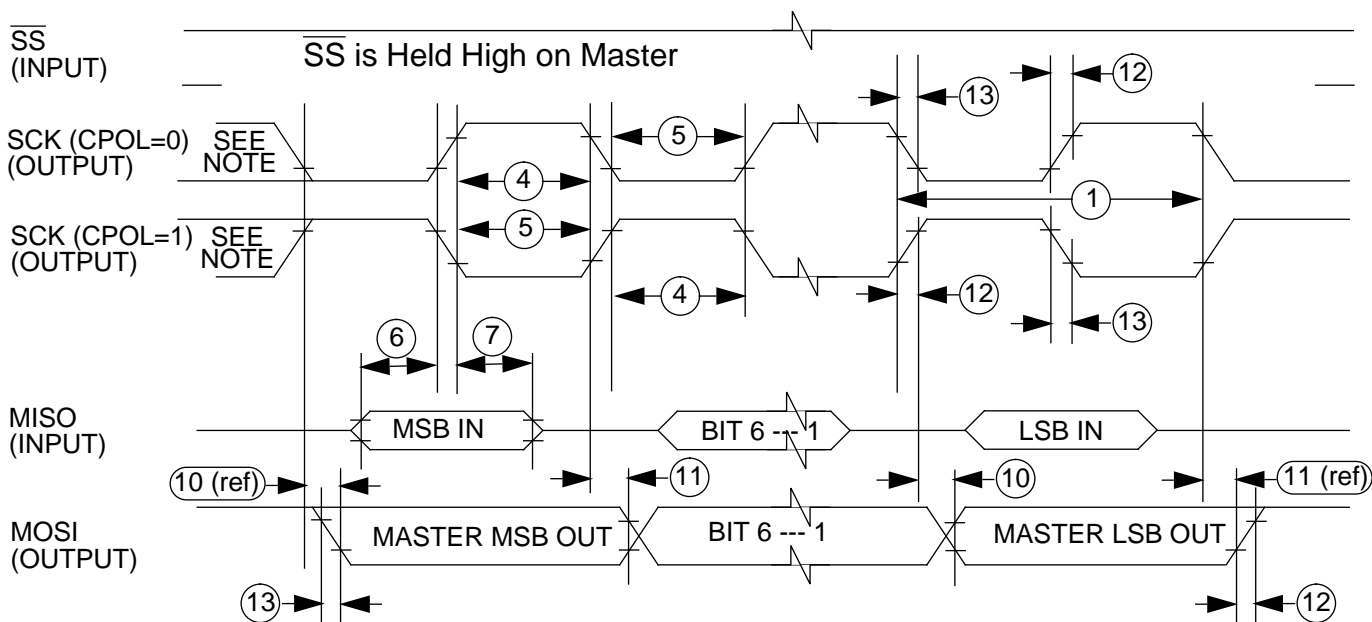 SS
(INPUT)
SS is Held High on Master
12
13
SCK (CPOL=0)
(OUTPUT)
SEE
NOTE
5
4
1
SCK (CPOL=1)
(OUTPUT)
SEE
NOTE
5
4
12
13
6
7
MISO
(INPUT)
MSB IN
BIT 6 --- 1
LSB IN
10 (ref)
11
10
11 (ref)
MOSI
(OUTPUT)
MASTER MSB OUT
BIT 6 --- 1
MASTER LSB OUT
13
12